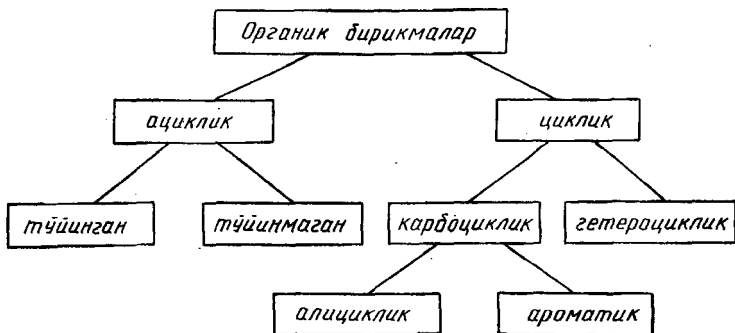 Органик бирикмалар
ациклик
циклик
тўйинган
тўйинмаган
карбоциклик
гетероциклик
алициклик
ароматик